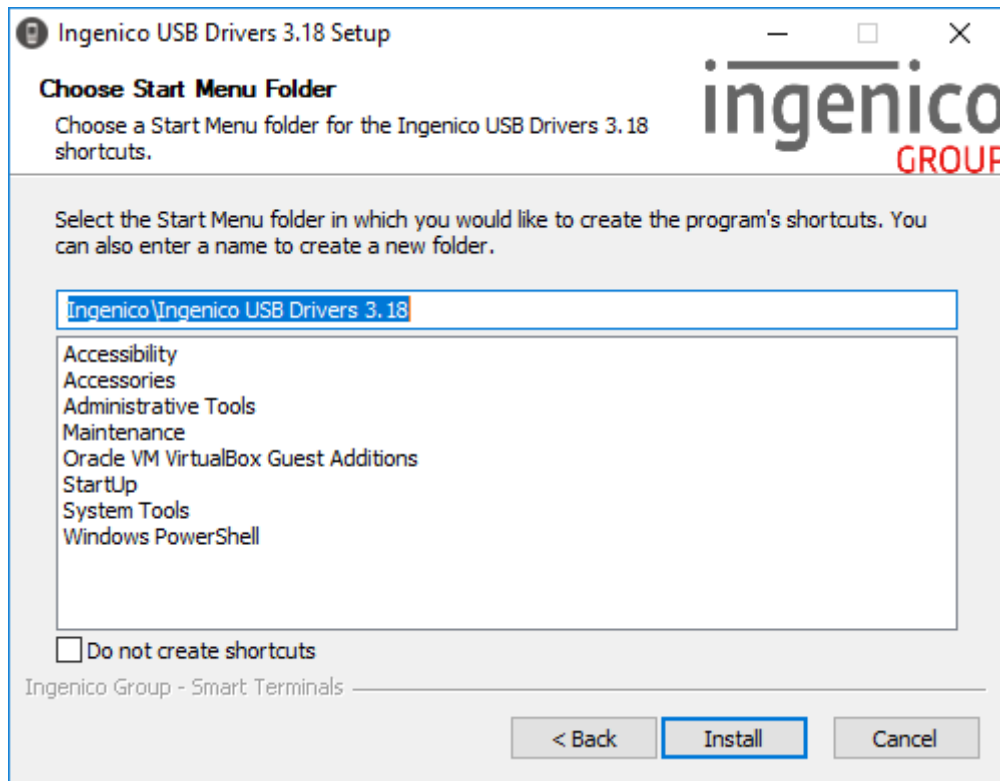 Ingenico USB Drivers 3.18 Setup
Choose Start Menu Folder
Choose a Start Menu folder for the Ingenico USB Drivers 3.18
shortcuts.
ingenico
GROUP
Select the Start Menu folder in which you would like to create the program's shortcuts. You
can also enter a name to create a new folder.
Ingenico\Ingenico USB Drivers 3.18
Accessibility
Accessories
Administrative Tools
Maintenance
Oracle VM VirtualBox Guest Additions
StartUp
System Tools
Windows PowerShell
Do not create shortcuts
Ingenico Group - Smart Terminals
< Back
Install
Cancel